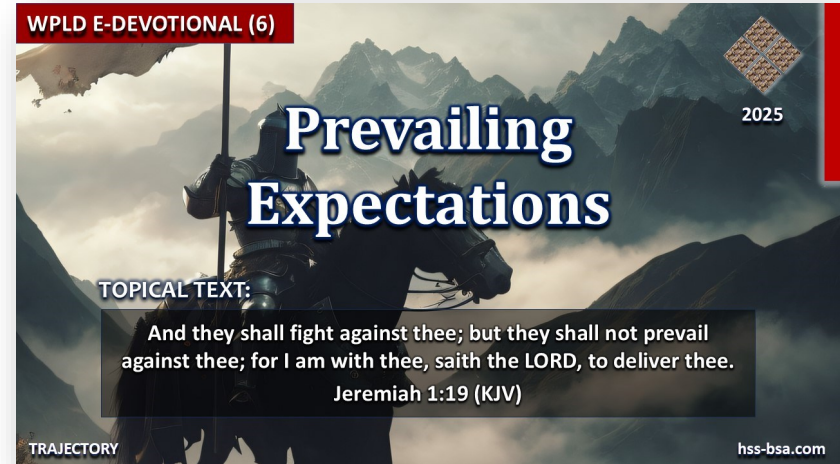 WPLD E-DEVOTIONAL (6)
2025
Prevailing
Expectations
TOPICAL TEXT:
And they shall fight against thee; but they shall not prevail
against thee; for I am with thee, saith the LORD, to deliver thee.
Jeremiah 1:19 (KJV)
TRAJECTORY
hss-bsa.com